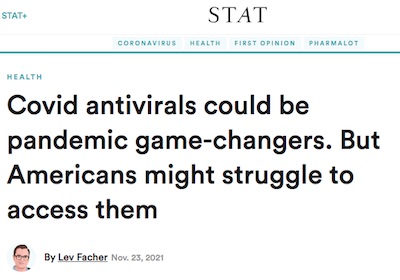 STAT+
STAT
CORONAVIRUS HEALTH FIRST OPINION PHARMALOT
HEALTH
Covid antivirals could be
pandemic game-changers. But
Americans might struggle to
access them
By Lev Facher Nov. 23, 2021